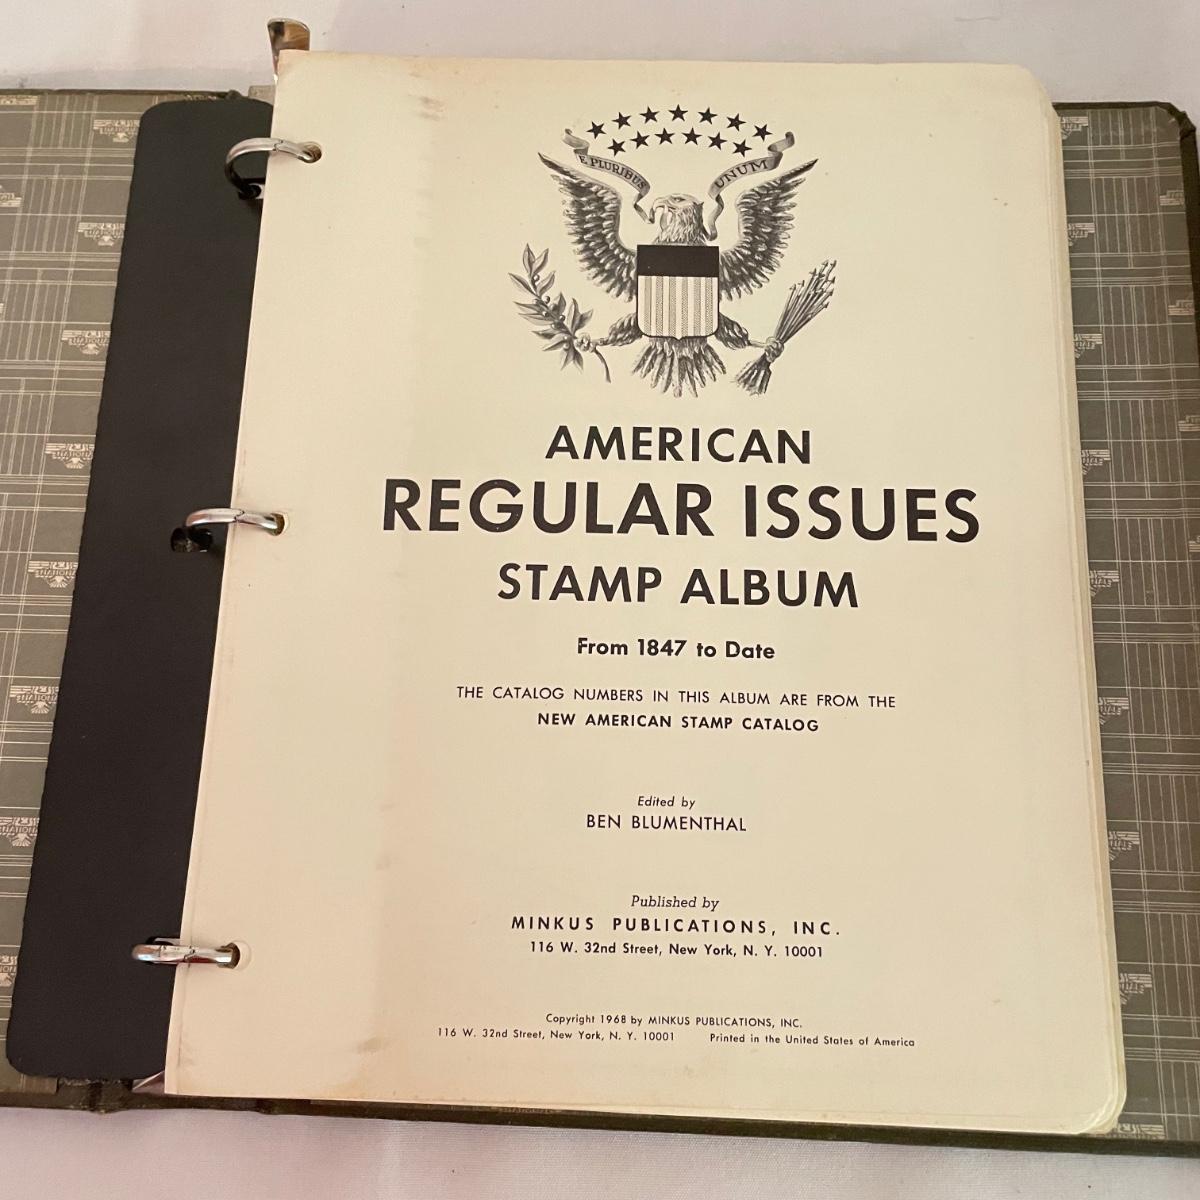 E PLURIBUS UNUM
AMERICAN
REGULAR ISSUES
STAMP ALBUM
From 1847 to Date
THE CATALOG NUMBERS IN THIS ALBUM ARE FROM THE
NEW AMERICAN STAMP CATALOG
Edited by
BEN BLUMENTHAL
Published by
MINKUS PUBLICATIONS, INC.
116 W. 32nd Street, New York, N. Y. 10001
Copyright 1968 by MINKUS PUBLICATIONS, INC.
116 W. 32nd Street, New York, N. Y. 10001 Printed in the United States of America